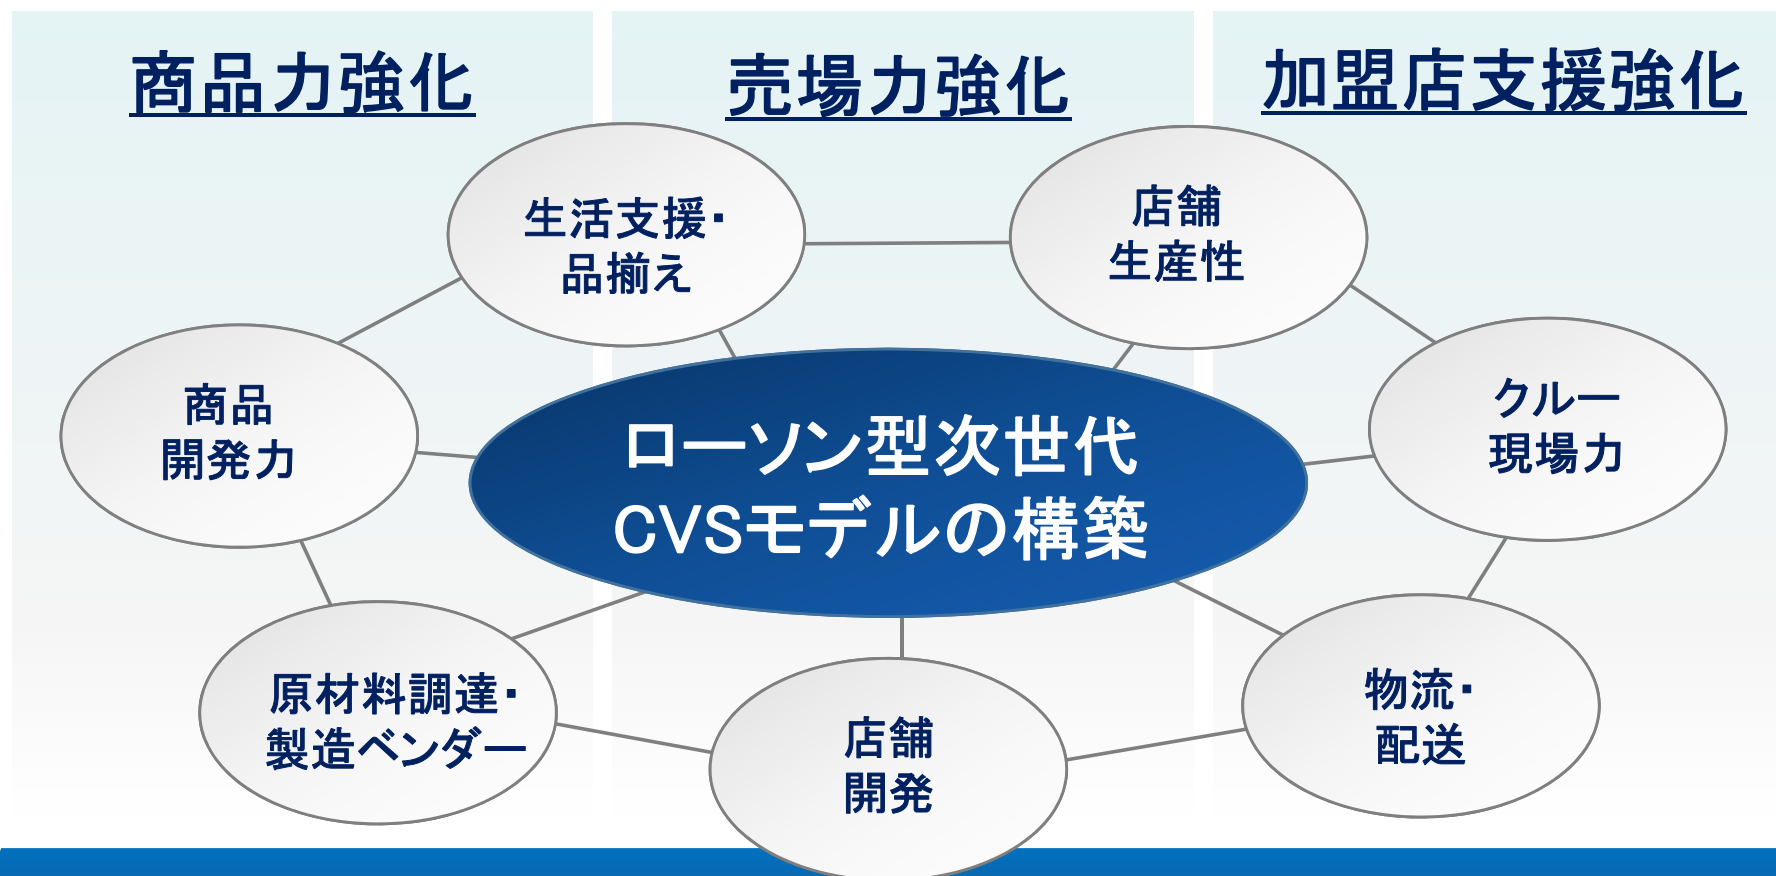 商品力強化
売場力強化
加盟店支援強化
生活支援・
品揃え
店舗
生産性
商品
開発力
クルー
現場力
ローソン型次世代
CVSモデルの構築
原材料調達・
製造ベンダー
店舗
開発
物流・
配送